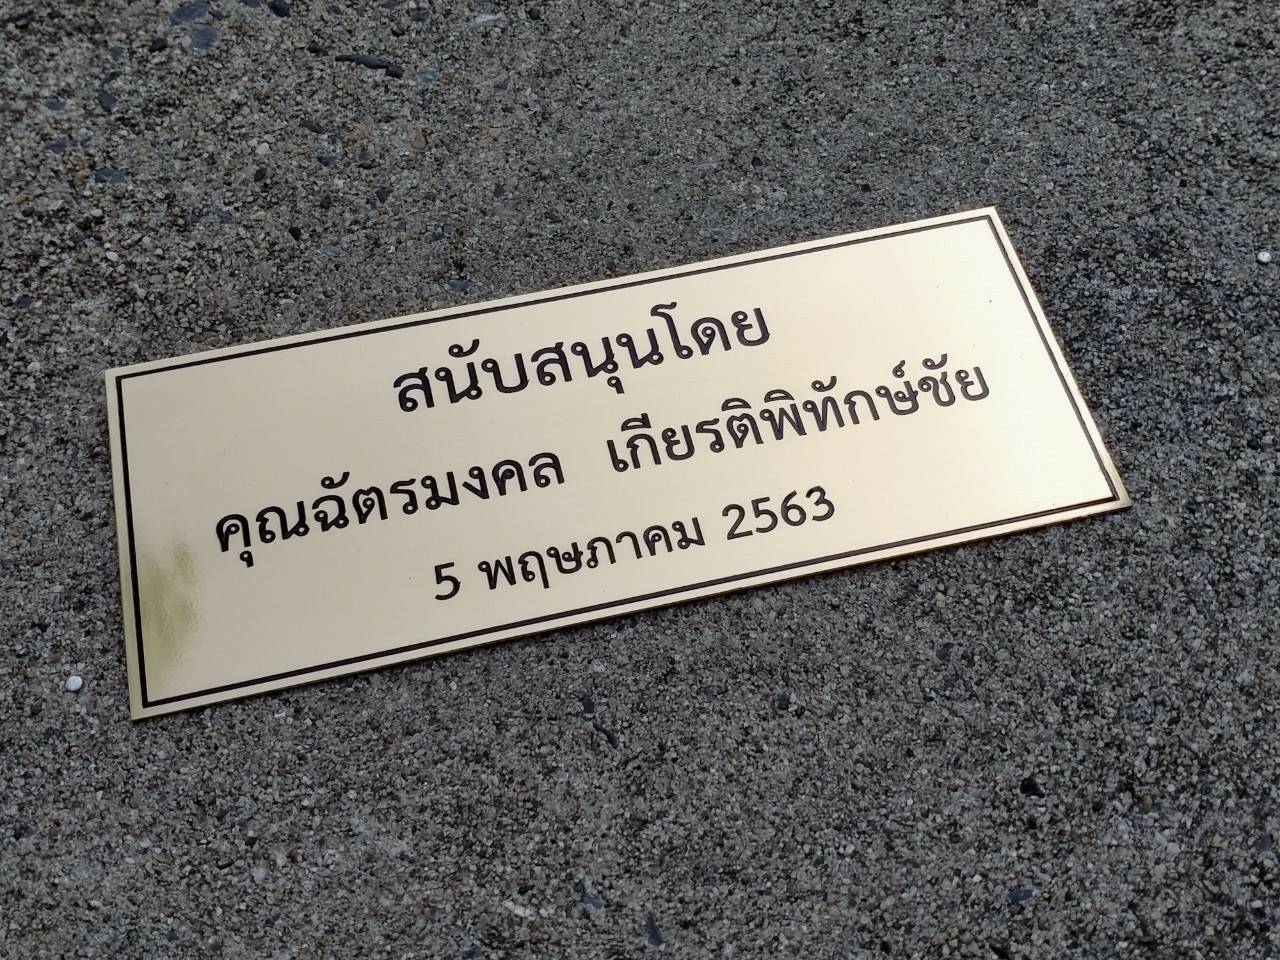 สนับสนุนโดย
คุณฉัตรมงคล เกียรติพิทักษ์ชัย
5 พฤษภาคม 2563